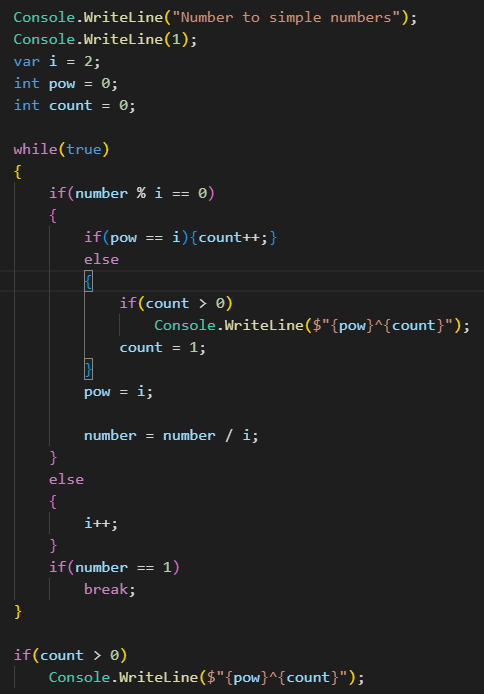 Console.WriteLine("Number to simple numbers");
Console.WriteLine(1);
var i = 2;
int pow = 0;
int count = 0;

while(true)
{
    if(number % i == 0)
    {
        if(pow == i){count++;}
        else
        {
            if(count > 0)
                Console.WriteLine($"{pow}^{count}");
            count = 1;
        }
        pow = i;

        number = number / i;
    }
    else
    {
        i++;
    }
    if(number == 1)
        break;
}

if(count > 0)
    Console.WriteLine($"{pow}^{count}");